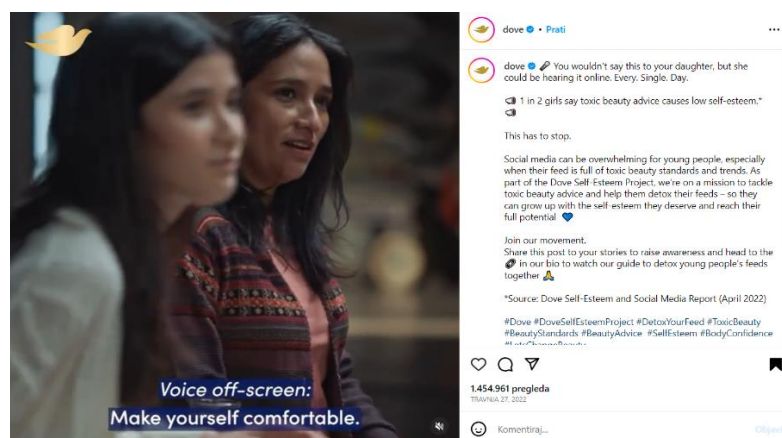 Voice off-screen:
Make yourself comfortable.
dove • Prati
dove You wouldn't say this to your daughter, but she
could be hearing it online. Every. Single. Day.
1 in 2 girls say toxic beauty advice causes low self-esteem.*
This has to stop.
Social media can be overwhelming for young people, especially
when their feed is full of toxic beauty standards and trends. As
part of the Dove Self-Esteem Project, we're on a mission to tackle
toxic beauty advice and help them detox their feeds – so they
can grow up with the self-esteem they deserve and reach their
full potential
Join our movement.
Share this post to your stories to raise awareness and head to the
in our bio to watch our guide to detox young people's feeds
together
*Source: Dove Self-Esteem and Social Media Report (April 2022)
#Dove #DoveSelfEsteemProject #DetoxYourFeed #ToxicBeauty
#BeautyStandards #BeautyAdvice #SelfEsteem #BodyConfidence
#LetsChangeBeauty
1.454.961 pregleda
TRAVNJA 27, 2022
Komentiraj...